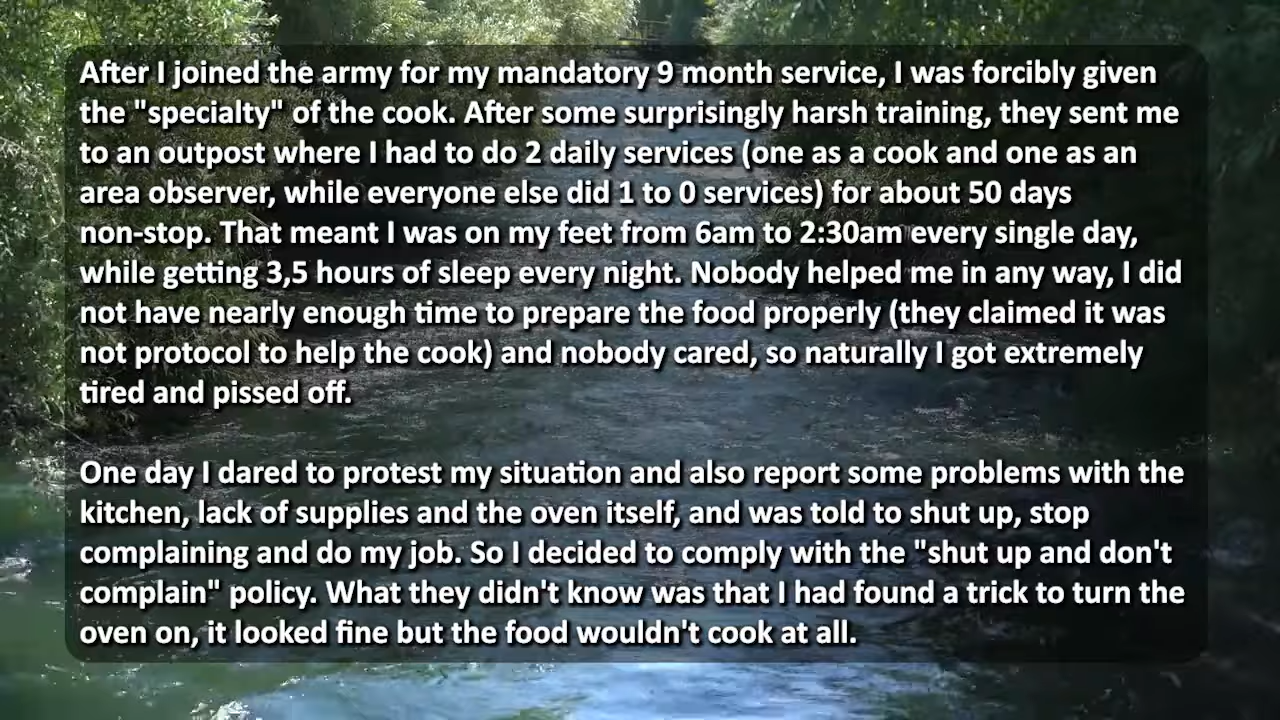 After I joined the army for my mandatory 9 month service, I was forcibly given
the "specialty" of the cook. After some surprisingly harsh training, they sent me
to an outpost where I had to do 2 daily services (one as a cook and one as an
area observer, while everyone else did 1 to 0 services) for about 50 days
non-stop. That meant I was on my feet from 6am to 2:30am every single day,
while getting 3,5 hours of sleep every night. Nobody helped me in any way, I did
not have nearly enough time to prepare the food properly (they claimed it was
not protocol to help the cook) and nobody cared, so naturally I got extremely
tired and pissed off.
One day I dared to protest my situation and also report some problems with the
kitchen, lack of supplies and the oven itself, and was told to shut up, stop
complaining and do my job. So I decided to comply with the "shut up and don't
complain" policy. What they didn't know was that I had found a trick to turn the
oven on, it looked fine but the food wouldn't cook at all.